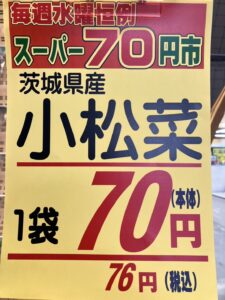 毎週水曜恒例
スーパー70円市
茨城県産
小松菜
1袋70円(本体)
76円(税込)